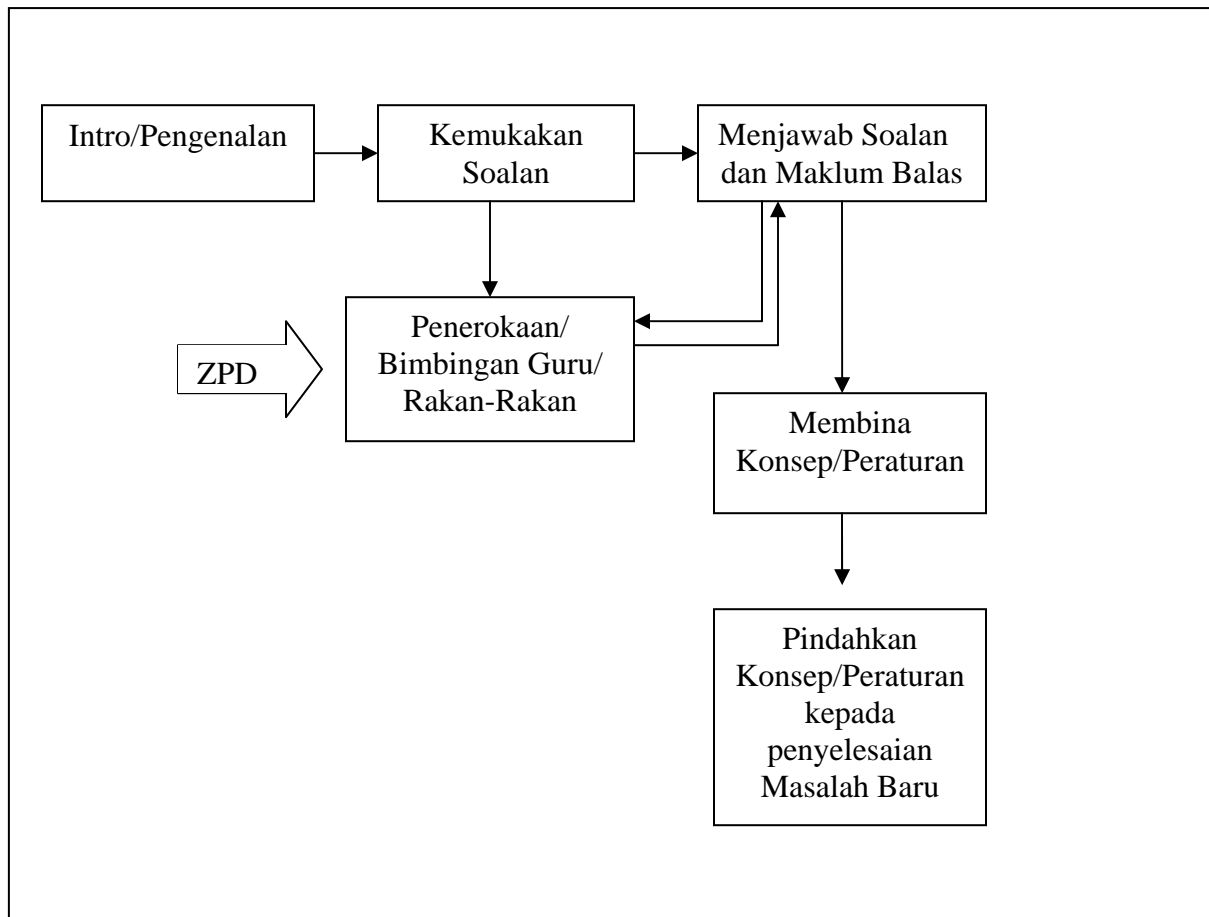 Intro/Pengenalan
Kemukakan
Soalan
Menjawab Soalan
dan Maklum Balas
ZPD
Penerokaan/
Bimbingan Guru/
Rakan-Rakan
Membina
Konsep/Peraturan
Pindahkan
Konsep/Peraturan
kepada
penyelesaian
Masalah Baru